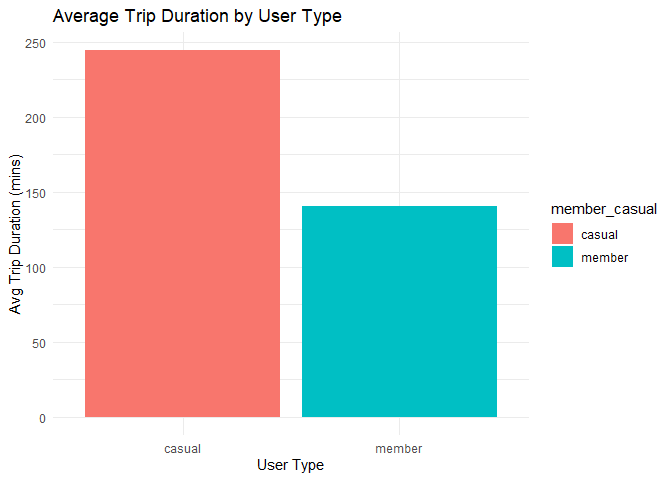 Average Trip Duration by User Type
Avg Trip Duration (mins)
250
200
150
100
50
0
casual
member
User Type
member_casual
casual
member